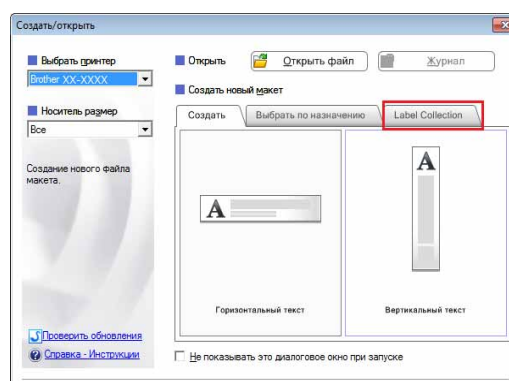 Создать/открыть
Выбрать принтер
Brother XX-XXXX
Носитель размер
Все
Создание нового файла
макета.
Проверить обновления
Справка - Инструкции
Открыть
Открыть файл
Журнал
Создать новый макет
Создать
Выбрать по назначению
Label Collection
A
A
Горизонтальный текст
Вертикальный текст
Не показывать это диалоговое окно при запуске